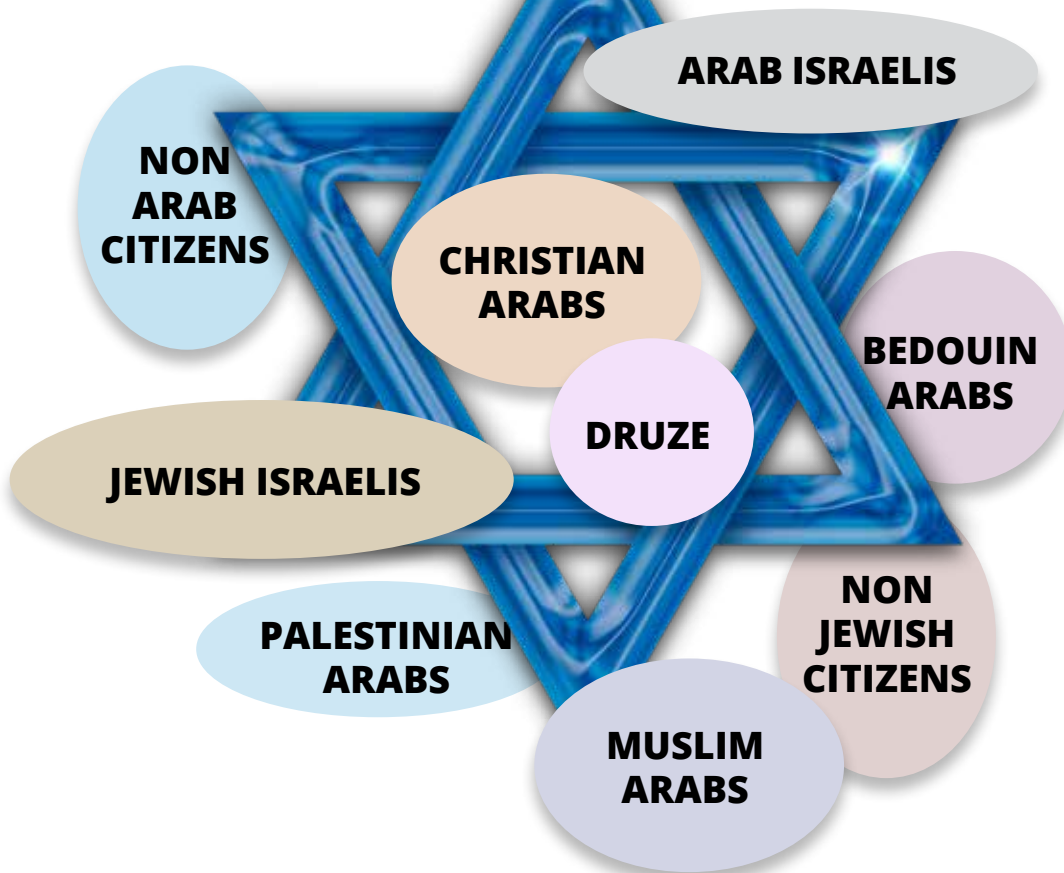 ARAB ISRAELIS
NON
ARAB
CITIZENS
CHRISTIAN
ARABS
BEDOUIN
ARABS
DRUZE
JEWISH ISRAELIS
NON
JEWISH
CITIZENS
PALESTINIAN
ARABS
MUSLIM
ARABS